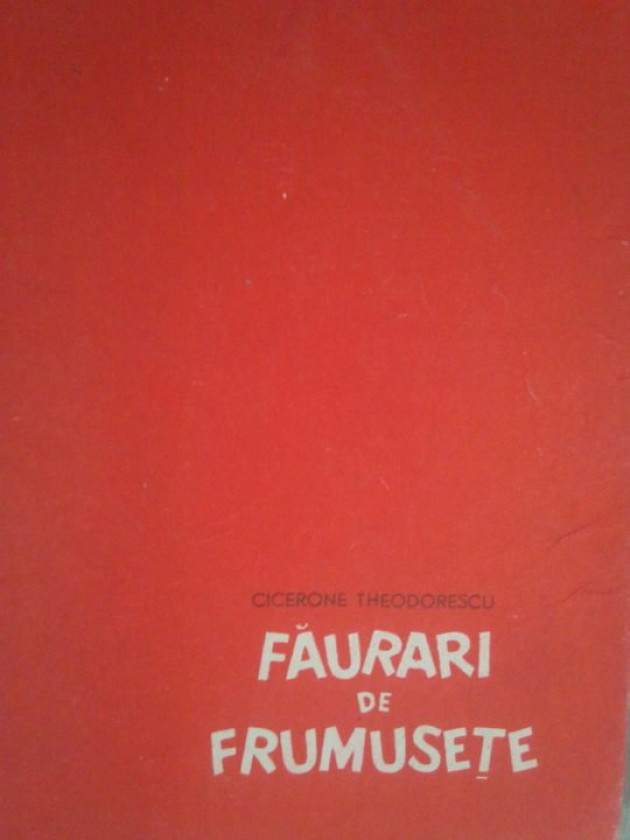 CICERONE THEODORESCU
FĂURARI
DE
FRUMUSEȚE